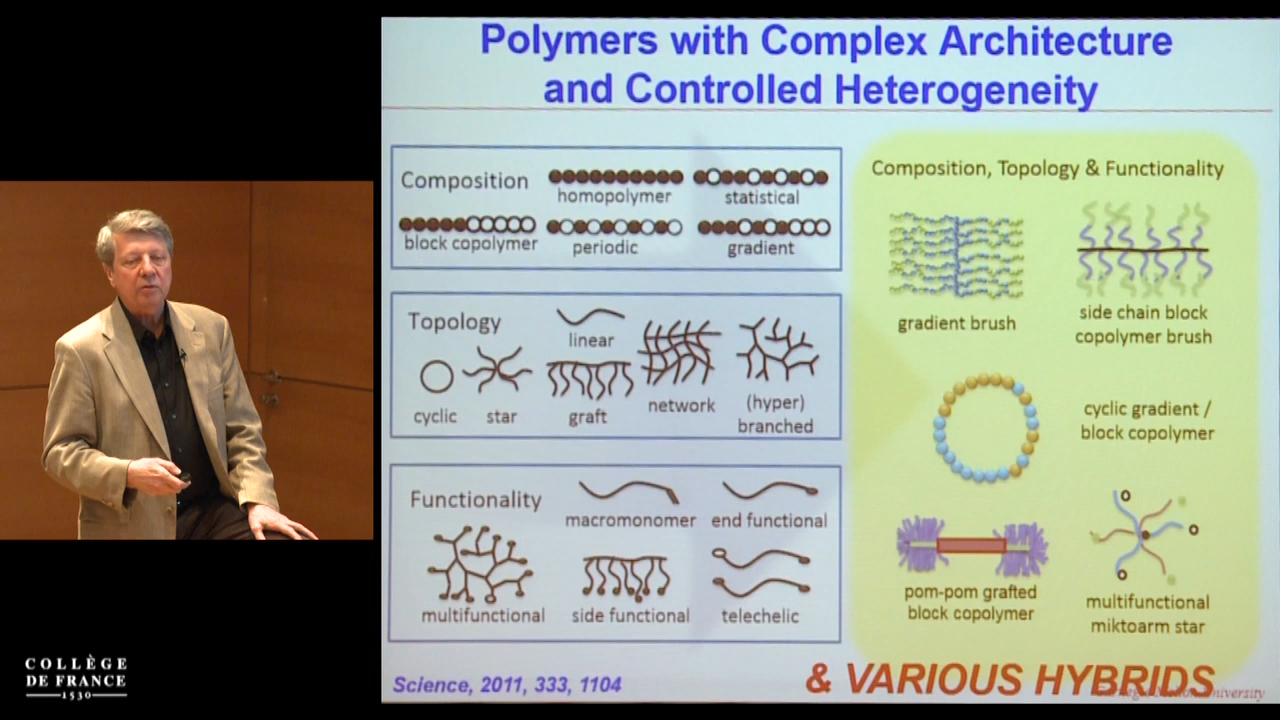 Polymers with Complex Architecture
and Controlled Heterogeneity
Composition
homopolymer
statistical
block copolymer
periodic
gradient
Topology
linear
cyclic
star
graft
network
(hyper)
branched
Functionality
macromonomer
end functional
multifunctional
side functional
telechelic
Composition, Topology & Functionality
gradient brush
side chain block
copolymer brush
cyclic gradient /
block copolymer
pom-pom grafted
block copolymer
multifunctional
miktoarm star
Science, 2011, 333, 1104
& VARIOUS HYBRIDS
Carnegie Mellon University
COLLÈGE
DE FRANCE
1530